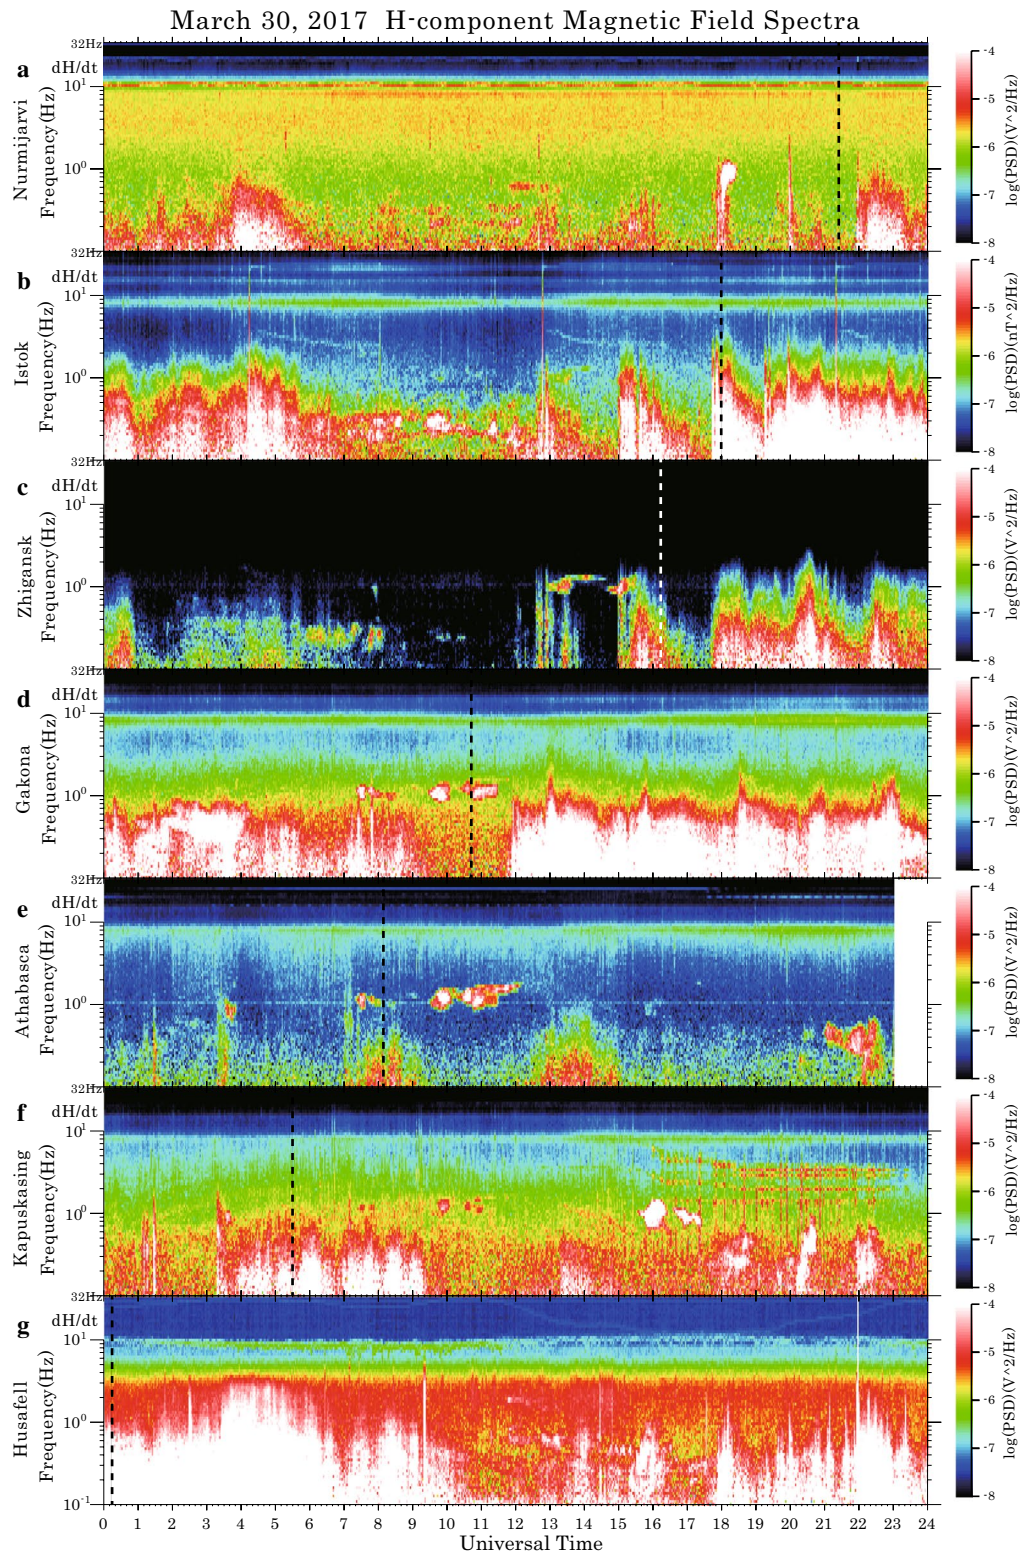 March 30, 2017 H-component Magnetic Field Spectra
a
32Hz
dH/dt
10^1
10^0
Nurmijarvi
Frequency(Hz)
-4
-5
-6
-7
-8
log(PSD)(V^2/Hz)
b
32Hz
dH/dt
10^1
10^0
Istok
Frequency(Hz)
-4
-5
-6
-7
-8
log(PSD)(nT^2/Hz)
c
32Hz
dH/dt
10^1
10^0
Zhigansk
Frequency(Hz)
-4
-5
-6
-7
-8
log(PSD)(V^2/Hz)
d
32Hz
dH/dt
10^1
10^0
Gakona
Frequency(Hz)
-4
-5
-6
-7
-8
log(PSD)(V^2/Hz)
e
32Hz
dH/dt
10^1
10^0
Athabasca
Frequency(Hz)
-4
-5
-6
-7
-8
log(PSD)(V^2/Hz)
f
32Hz
dH/dt
10^1
10^0
Kapuskasing
Frequency(Hz)
-4
-5
-6
-7
-8
log(PSD)(V^2/Hz)
g
32Hz
dH/dt
10^1
10^0
10^-1
Husafell
Frequency(Hz)
-4
-5
-6
-7
-8
log(PSD)(V^2/Hz)
0 1 2 3 4 5 6 7 8 9 10 11 12 13 14 15 16 17 18 19 20 21 22 23 24
Universal Time